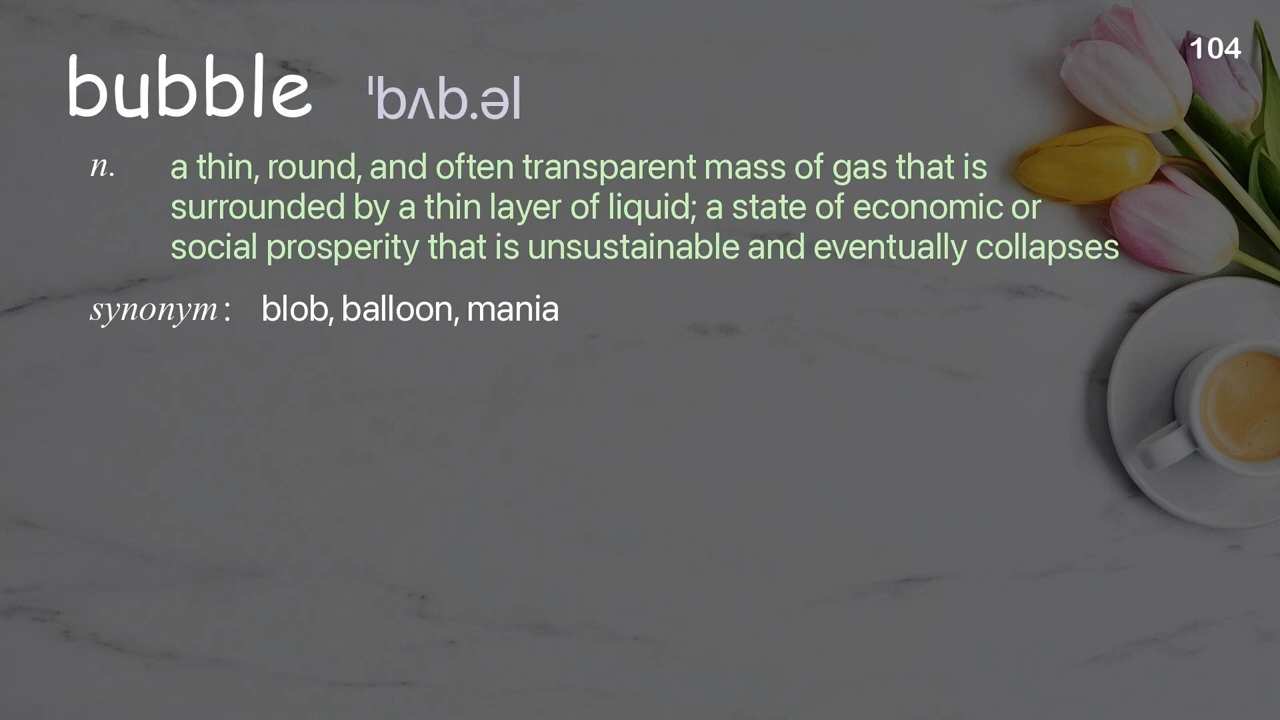 104
bubble ˈbʌb.əl
n. a thin, round, and often transparent mass of gas that is
surrounded by a thin layer of liquid; a state of economic or
social prosperity that is unsustainable and eventually collapses
synonym: blob, balloon, mania